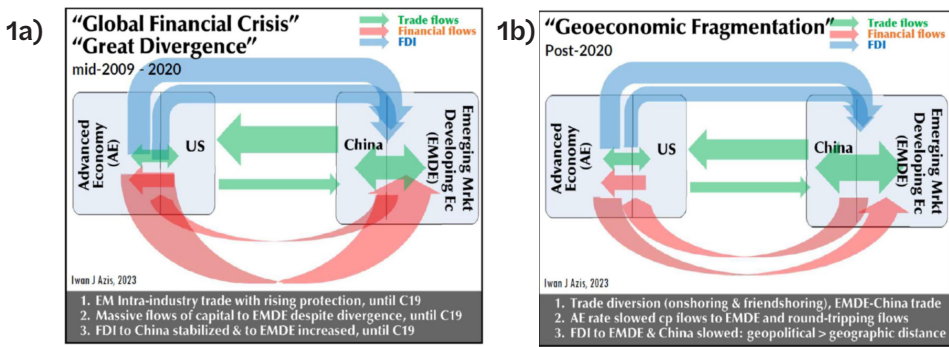 1a)
“Global Financial Crisis”
“Great Divergence”
mid-2009 - 2020
Trade flows
Financial flows
FDI
Advanced
Economy
(AE)
US
China
Emerging Mrkt
Developing Ec
(EMDE)
Iwan J Azis, 2023
1. EM Intra-industry trade with rising protection, until C19
2. Massive flows of capital to EMDE despite divergence, until C19
3. FDI to China stabilized & to EMDE increased, until C19
1b)
“Geoeconomic Fragmentation”
Post-2020
Trade flows
Financial flows
FDI
Advanced
Economy
(AE)
US
China
Emerging Mrkt
Developing Ec
(EMDE)
Iwan J Azis, 2023
1. Trade diversion (onshoring & friendshoring), EMDE-China trade
2. AE rate slowed cp flows to EMDE and round-tripping flows
3. FDI to EMDE & China slowed: geopolitical > geographic distance